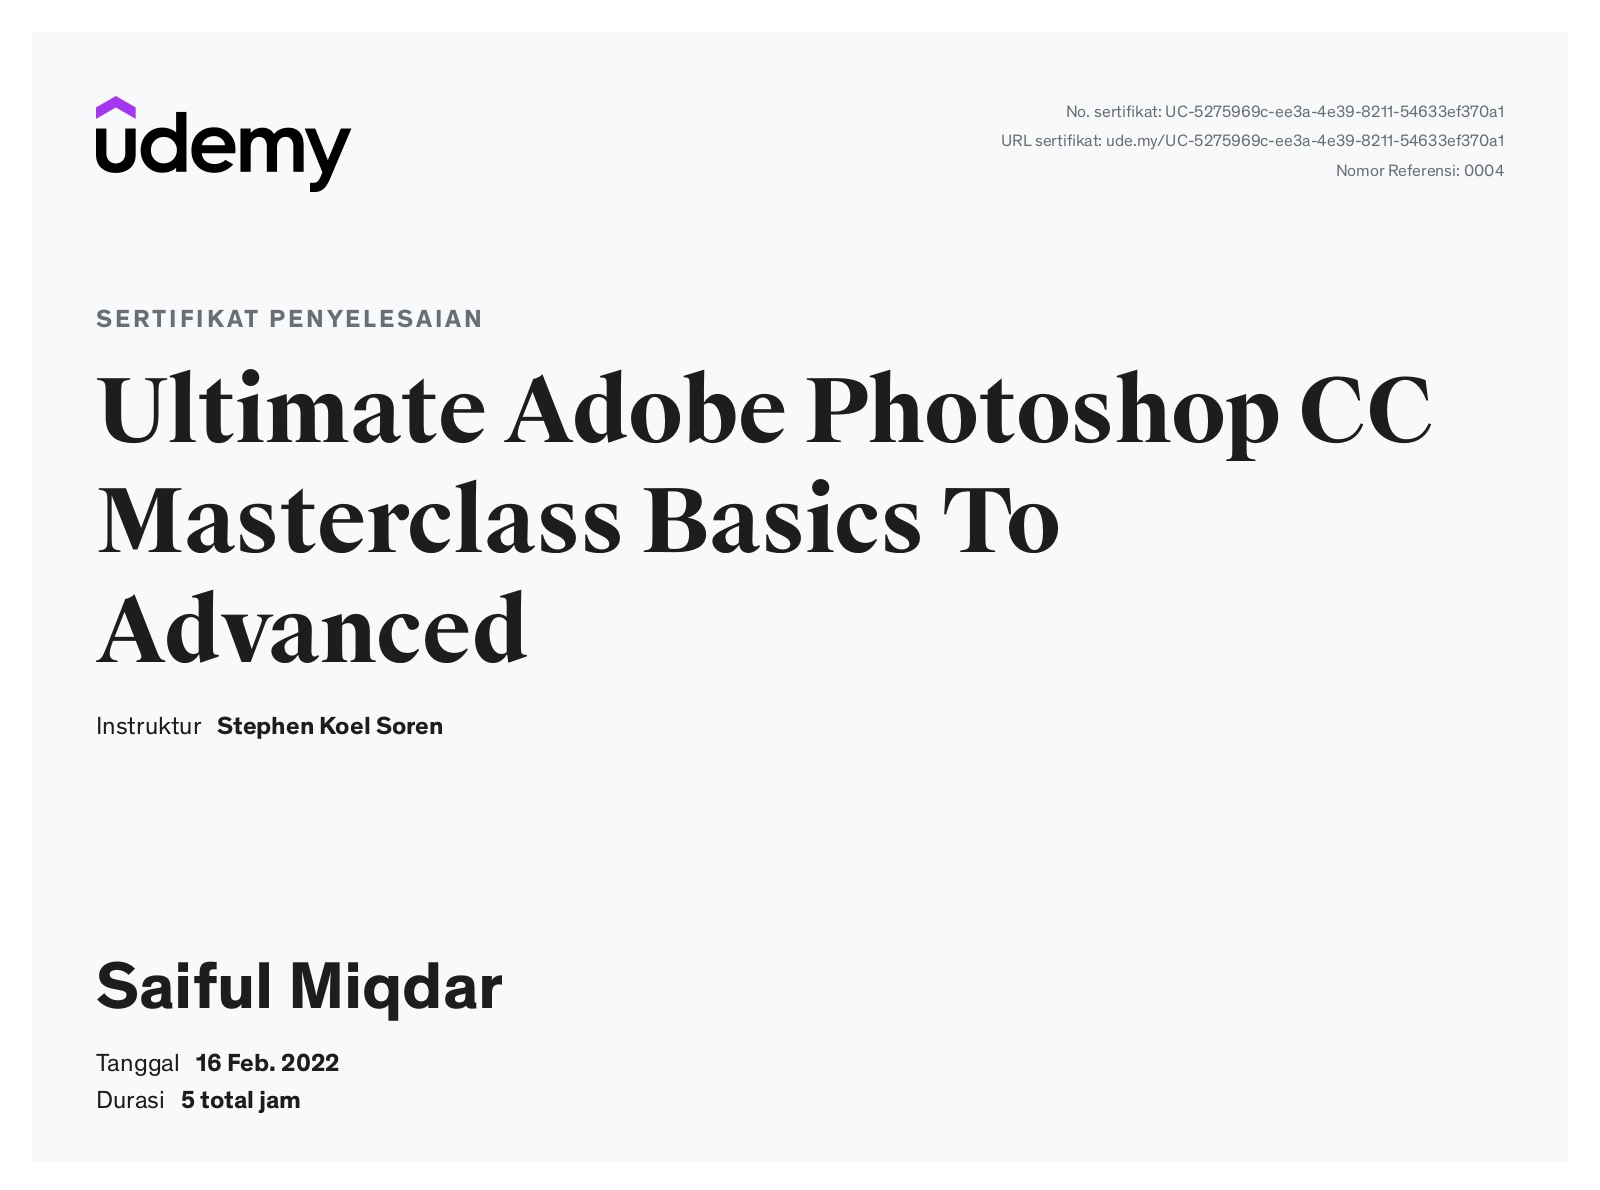 udemy
No. sertifikat: UC-5275969c-ee3a-4e39-8211-54633ef370a1
URL sertifikat: ude.my/UC-5275969c-ee3a-4e39-8211-54633ef370a1
Nomor Referensi: 0004
SERTIFIKAT PENYELESAIAN
Ultimate Adobe Photoshop CC
Masterclass Basics To
Advanced
Instruktur Stephen Koel Soren
Saiful Miqdar
Tanggal 16 Feb. 2022
Durasi 5 total jam